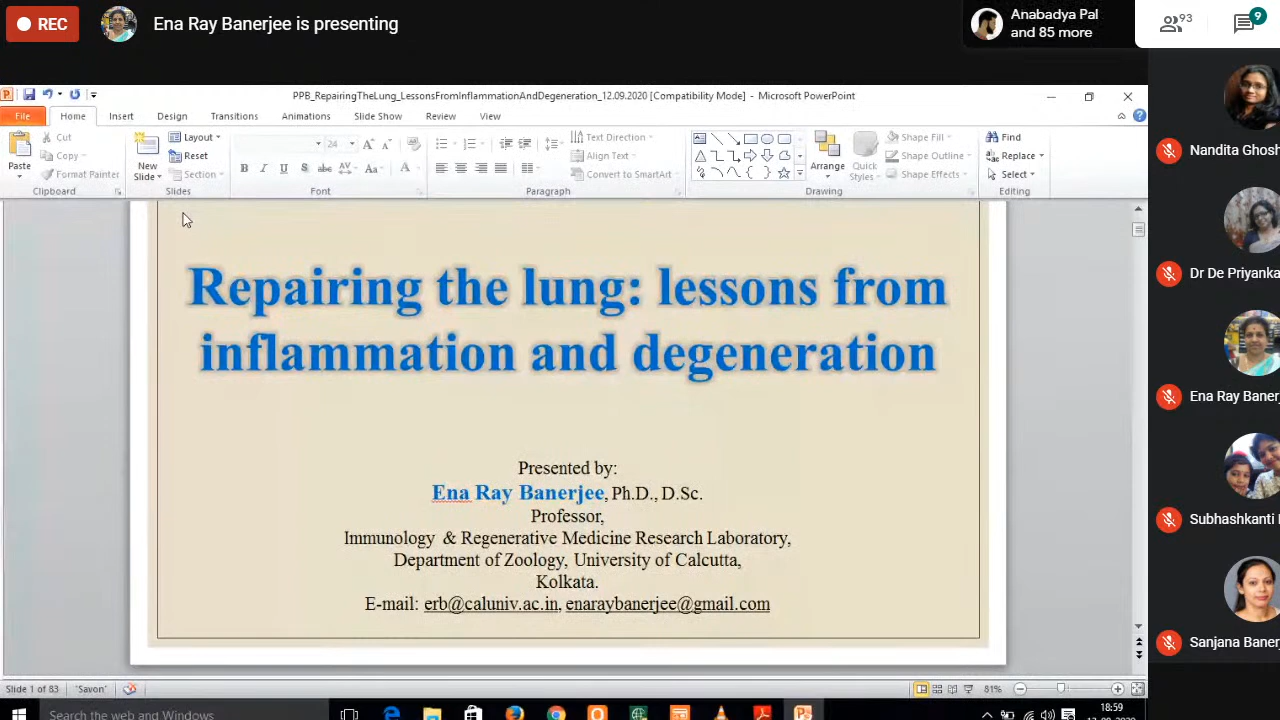 REC
Ena Ray Banerjee is presenting
Anabadya Pal
and 85 more
93
9
PPB_RepairingTheLung_LessonsFromInflammationAndDegeneration_12.09.2020 [Compatibility Mode] - Microsoft PowerPoint
File Home Insert Design Transitions Animations Slide Show Review View
Paste
Cut
Copy
Format Painter
Clipboard
New
Slide
Layout
Reset
Section
Slides
24
Font
Text Direction
Align Text
Convert to SmartArt
Paragraph
Arrange
Quick
Styles
Shape Fill
Shape Outline
Shape Effects
Drawing
Find
Replace
Select
Editing
Repairing the lung: lessons from
inflammation and degeneration
Presented by:
Ena Ray Banerjee, Ph.D., D.Sc.
Professor,
Immunology & Regenerative Medicine Research Laboratory,
Department of Zoology, University of Calcutta,
Kolkata.
E-mail: erb@caluniv.ac.in, enaraybanerjee@gmail.com
Nandita Ghosh
Dr De Priyanka
Ena Ray Baner
Subhashkanti
Sanjana Baner
Slide 1 of 83 'Savon' 81%
Search the web and Windows
18:59